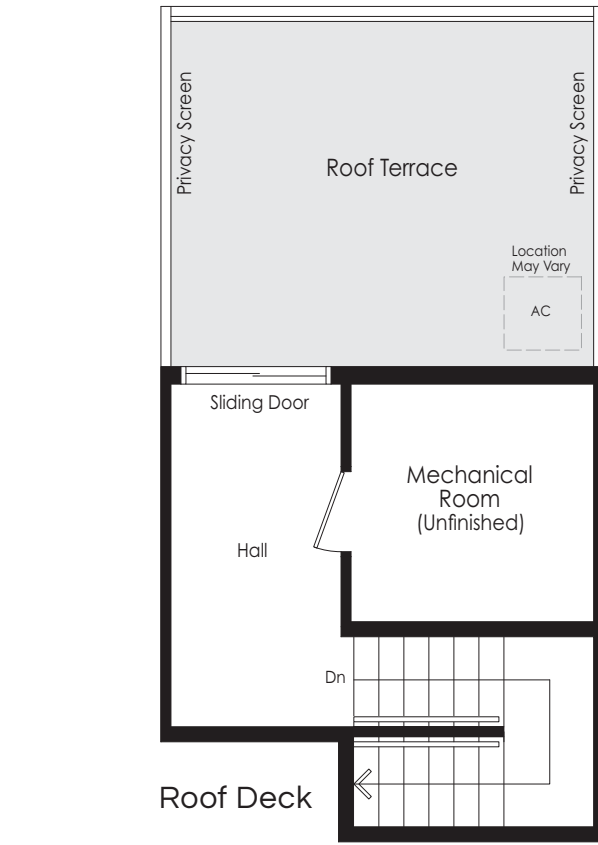 Privacy Screen
Roof Terrace
Privacy Screen
Location
May Vary
AC
Sliding Door
Mechanical
Room
(Unfinished)
Hall
Dn
Roof Deck